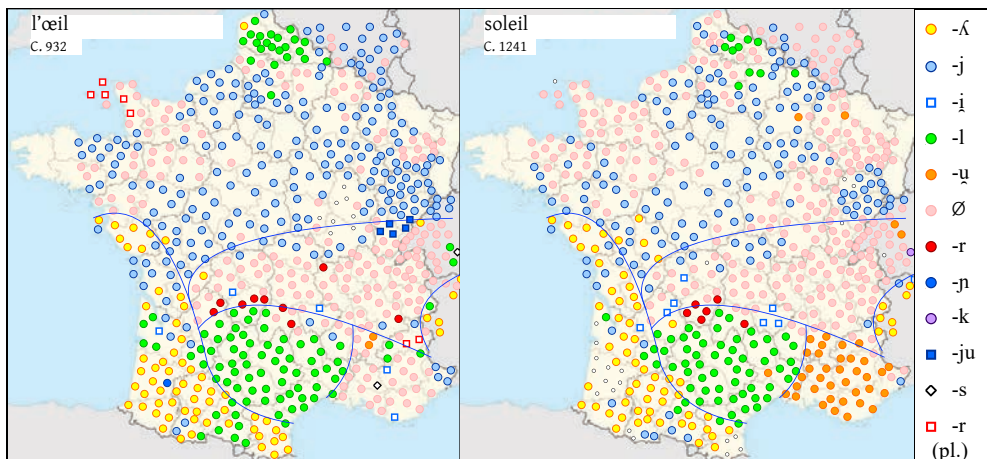 l'œil
C. 932
soleil
C. 1241
-ʎ
-j
-i̯
-l
-u̯
Ø
-r
-ɲ
-k
-ju
-s
-r
(pl.)